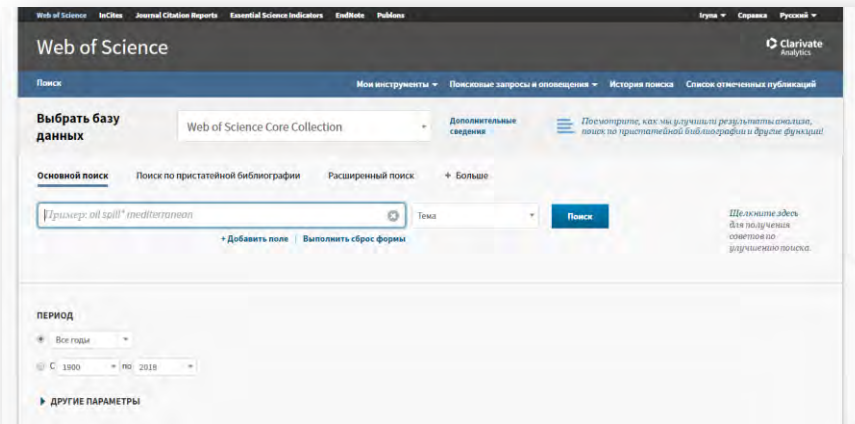 Web of Science InCites Journal Citation Reports Essential Science Indicators EndNote Publons Iryna Справка Русский
Web of Science
Clarivate
Analytics
Поиск Мои инструменты Поисковые запросы и оповещения История поиска Список отмеченных публикаций
Выбрать базу данных
Web of Science Core Collection
Дополнительные сведения
Посмотрите, как мы улучшили результаты анализа,
поиск по пристатейной библиографии и другие функции!
Основной поиск Поиск по пристатейной библиографии Расширенный поиск + Больше
Пример: oil spill* mediterranean Тема Поиск
+ Добавить поле | Выполнить сброс формы
Щелкните здесь
для получения
советов по
улучшению поиска.
ПЕРИОД
Все годы
С 1900 по 2018
ДРУГИЕ ПАРАМЕТРЫ